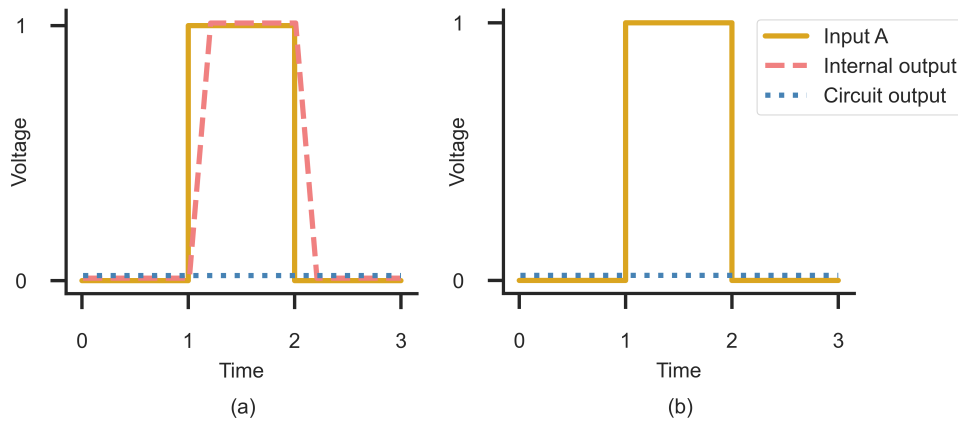 1
0
Voltage
0 1 2 3
Time
(a)
1
0
Voltage
0 1 2 3
Time
(b)
Input A
Internal output
Circuit output